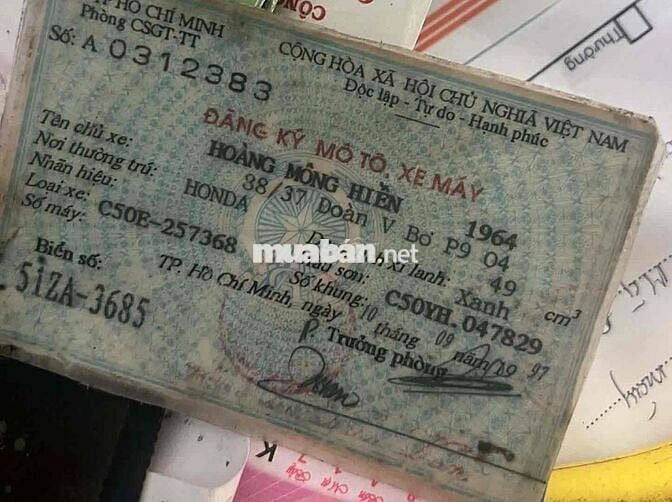 TP HỒ CHÍ MINH
Phòng CSGT-TT
Số: A 0312383
CỘNG HÒA XÃ HỘI CHỦ NGHĨA VIỆT NAM
Độc lập - Tự do - Hạnh phúc
ĐĂNG KÝ MÔ TÔ, XE MÁY
Tên chủ xe: HOÀNG MỘNG HIỀN 1964
Nơi thường trú: 38/37 Đoàn V Bơ P9 Q4
Nhãn hiệu: HONDA
Loại xe: xi lanh: 49 cm³
Màu sơn: Xanh
Số máy: C50E-257368 Số khung: C50YH.047829
Biển số: TP. Hồ Chí Minh, ngày 10 tháng 09 năm 1997
51ZA-3685
P. Trưởng phòng
muaban.net
Thường
K